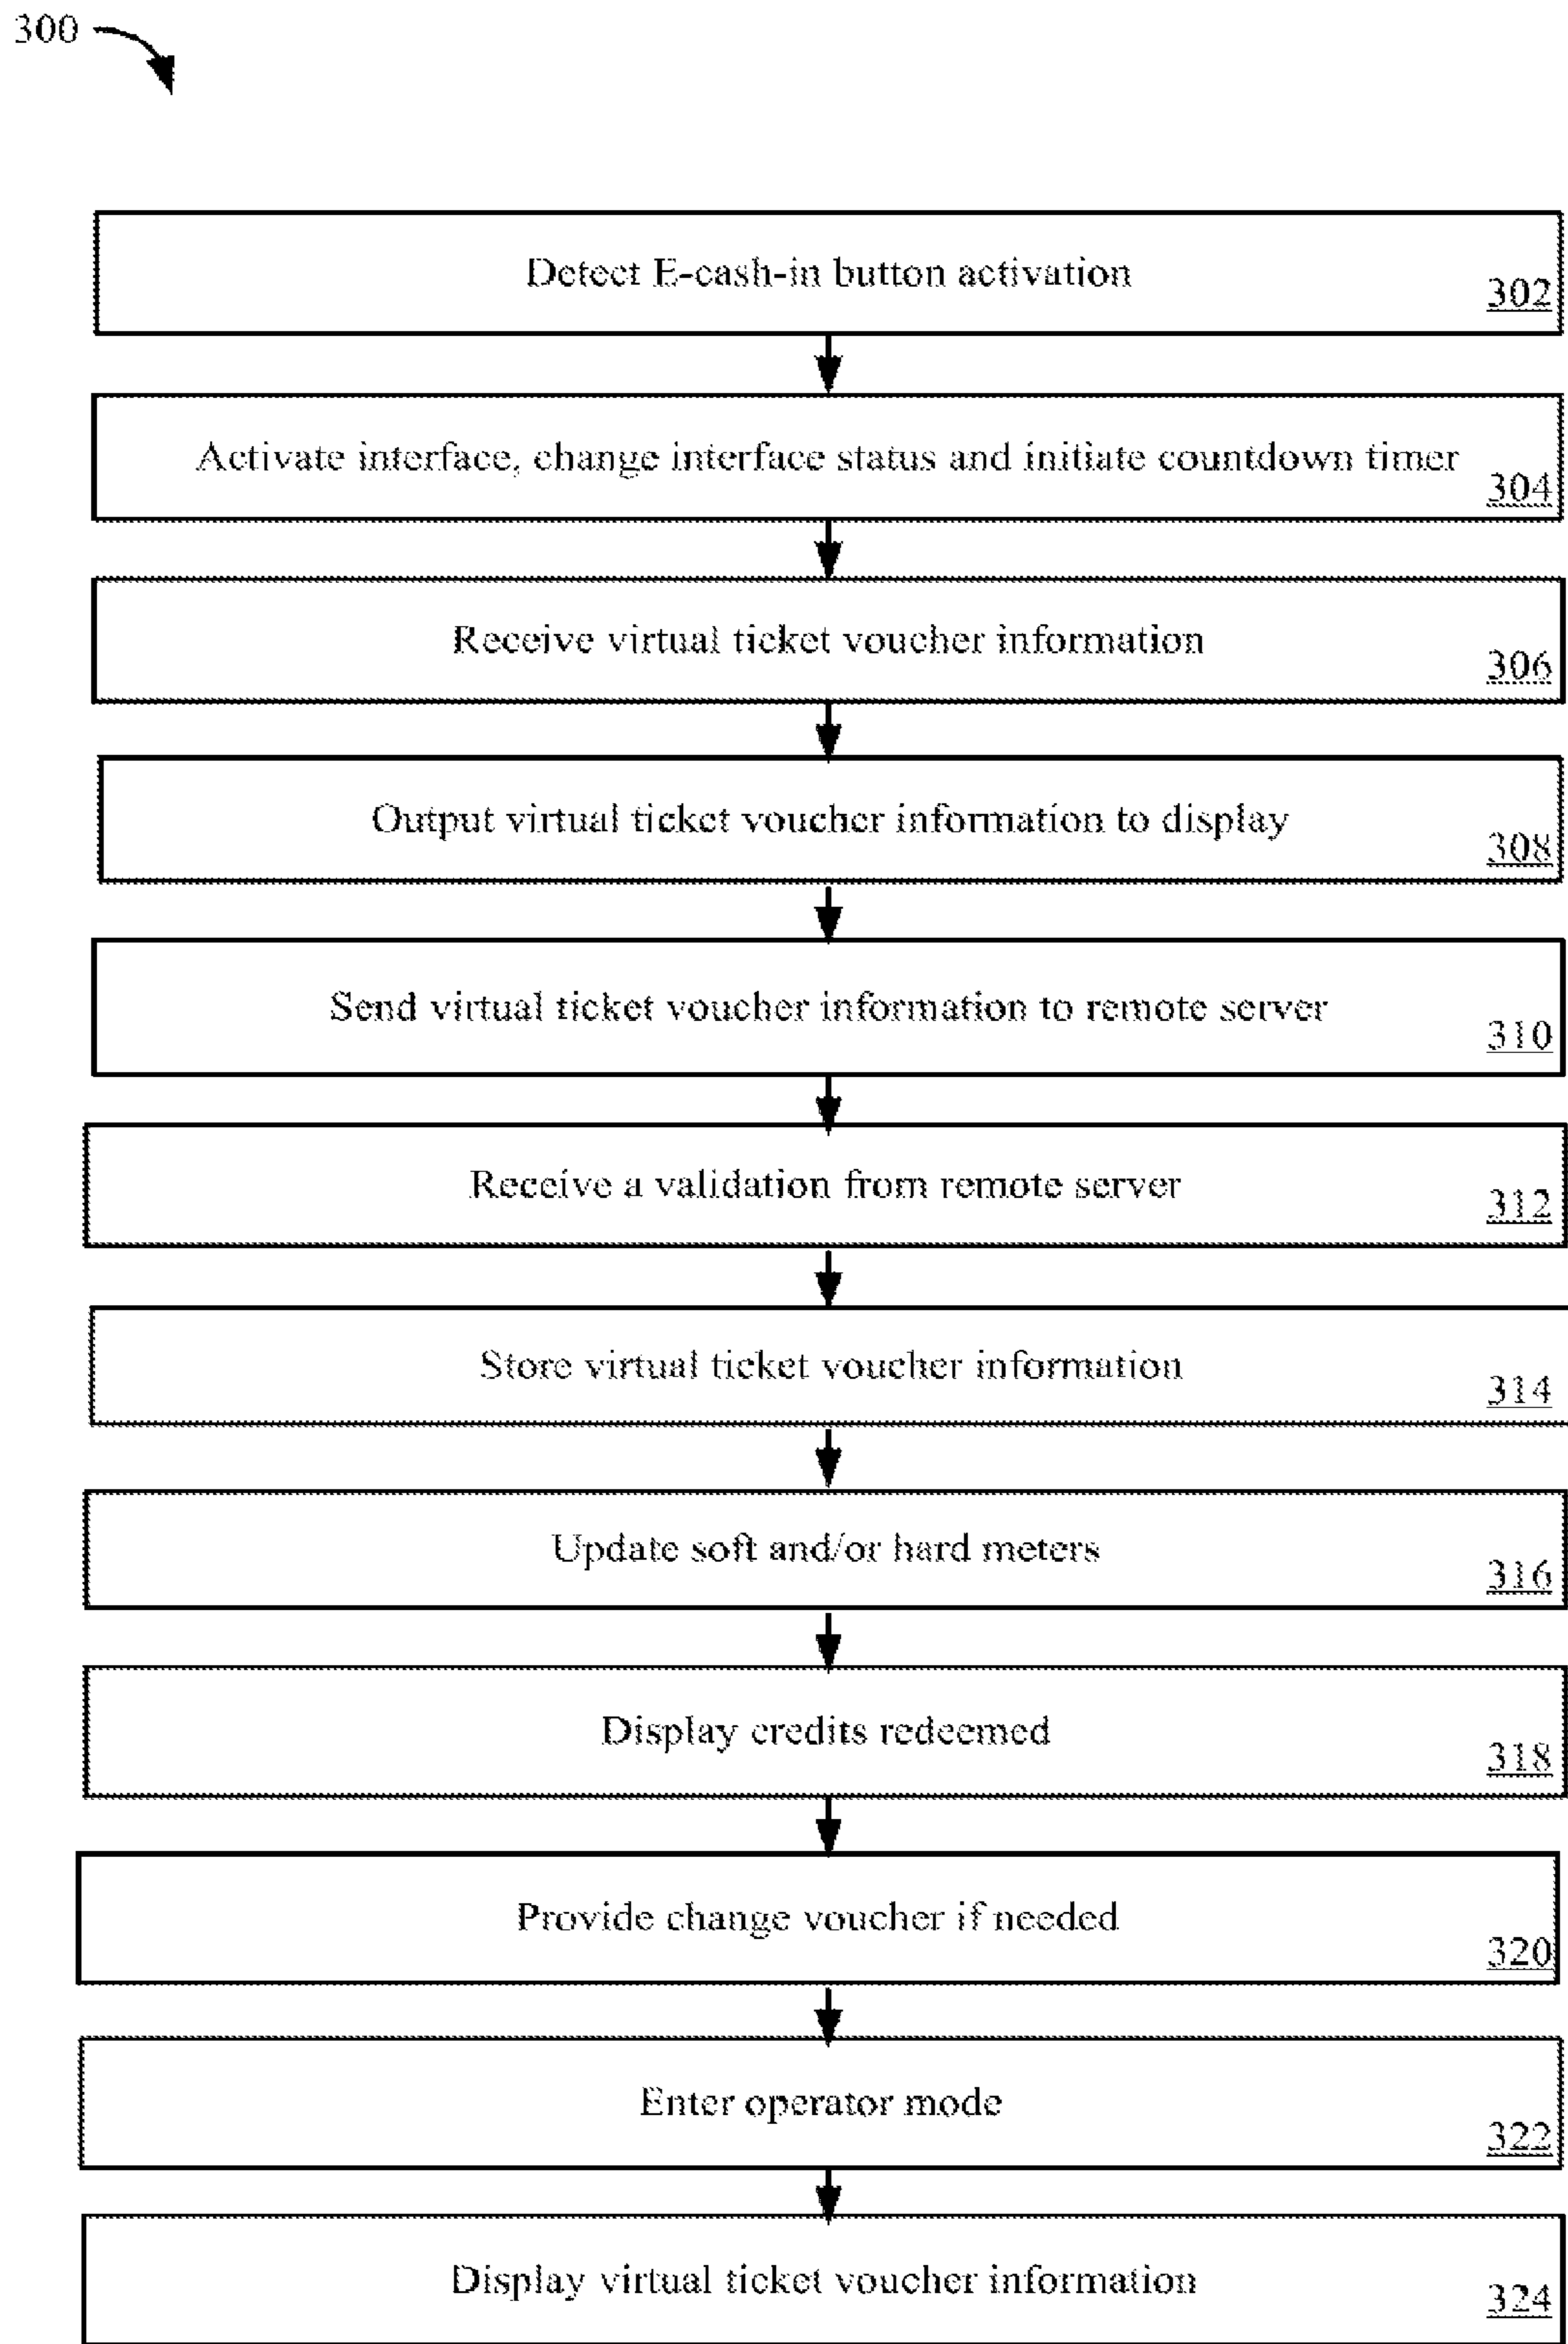 300
Detect E-cash-in button activation
302
Activate interface, change interface status and initiate countdown timer
304
Receive virtual ticket voucher information
306
Output virtual ticket voucher information to display
308
Send virtual ticket voucher information to remote server
310
Receive a validation from remote server
312
Store virtual ticket voucher information
314
Update soft and/or hard meters
316
Display credits redeemed
318
Provide change voucher if needed
320
Enter operator mode
322
Display virtual ticket voucher information
324